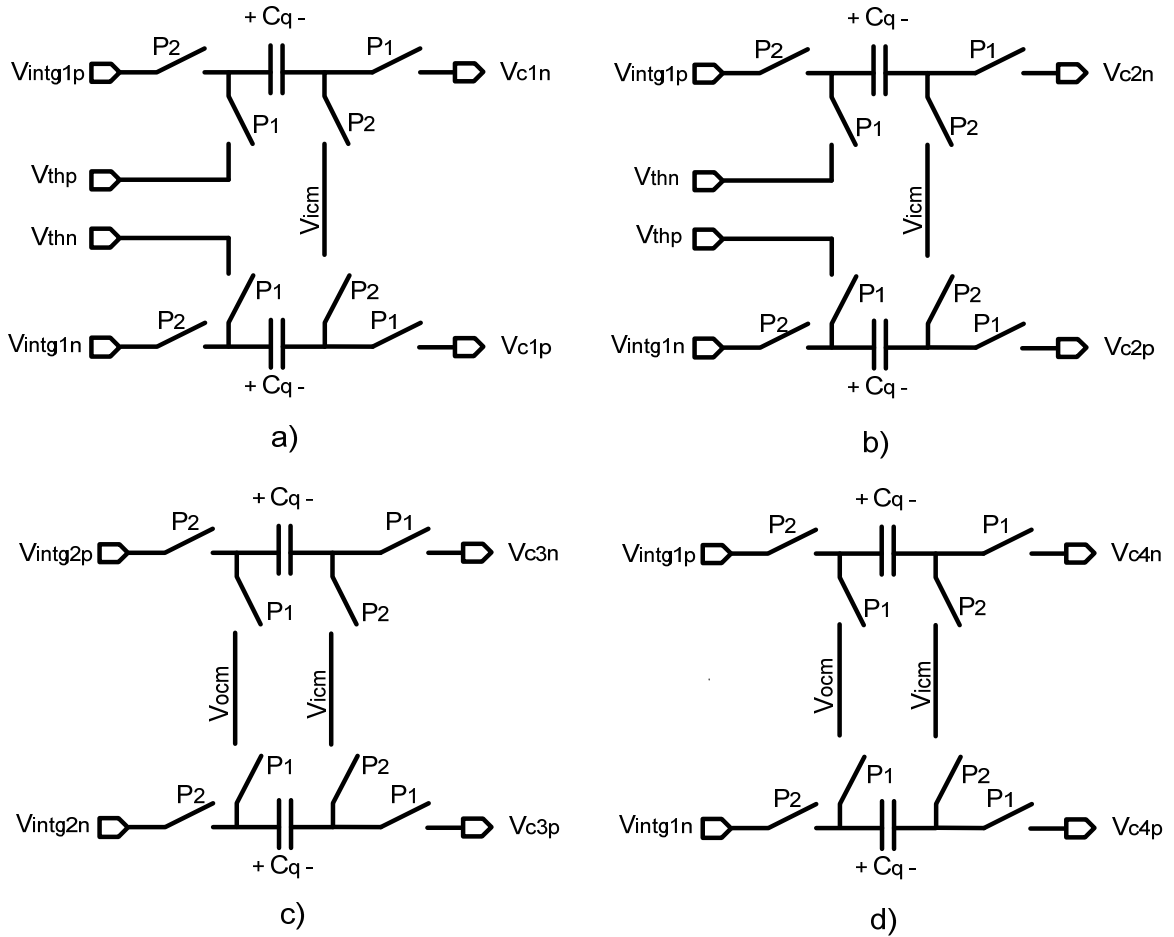 + Cq -
P2
P1
Vintg1p
Vc1n
P1
P2
Vthp
Vicm
Vthn
P1
P2
P2
P1
Vintg1n
Vc1p
+ Cq -
a)
+ Cq -
P2
P1
Vintg1p
Vc2n
P1
P2
Vthn
Vicm
Vthp
P1
P2
P2
P1
Vintg1n
Vc2p
+ Cq -
b)
+ Cq -
P2
P1
Vintg2p
Vc3n
P1
P2
Vocm
Vicm
P1
P2
P2
P1
Vintg2n
Vc3p
+ Cq -
c)
+ Cq -
P2
P1
Vintg1p
Vc4n
P1
P2
Vocm
Vicm
P1
P2
P2
P1
Vintg1n
Vc4p
+ Cq -
d)